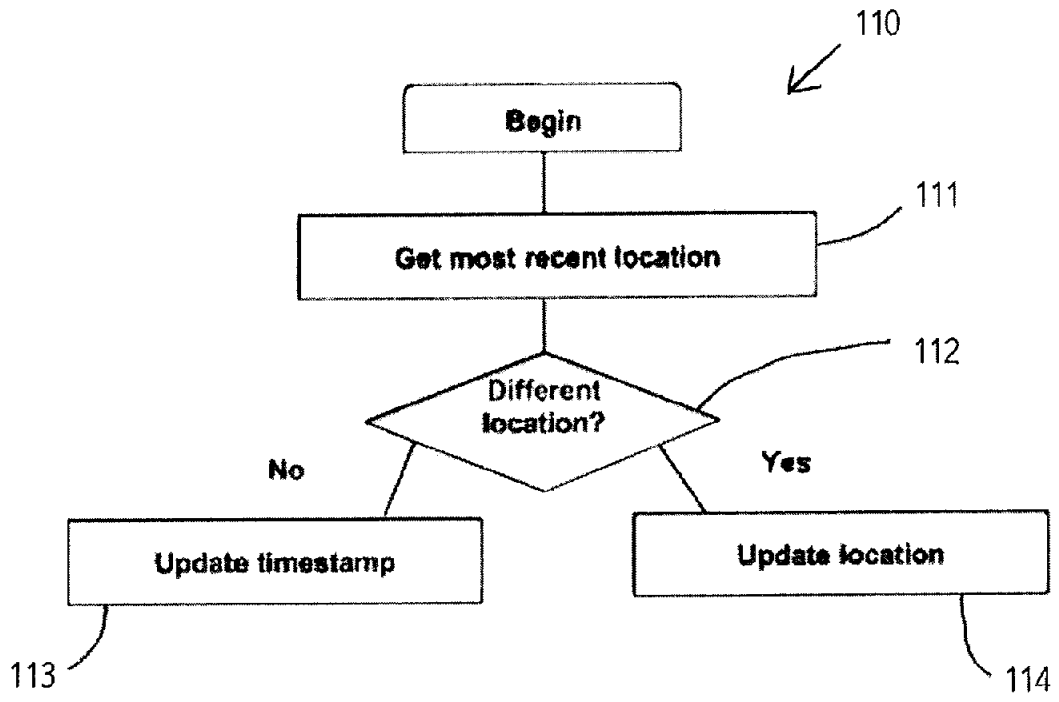 110
Begin
111
Get most recent location
112
Different
location?
No
Yes
Update timestamp
Update location
113
114